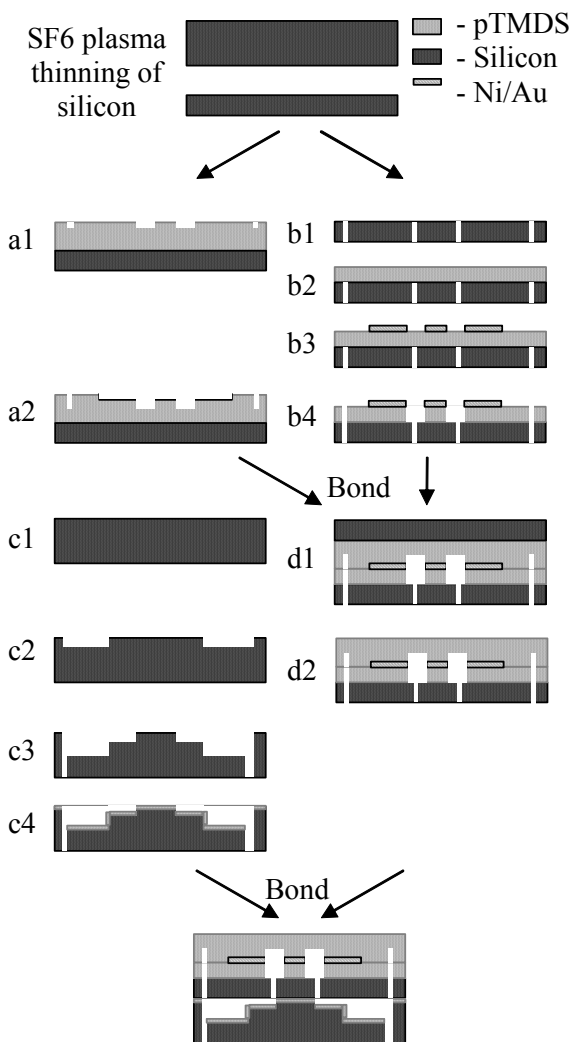 SF6 plasma
thinning of
silicon
- pTMDS
- Silicon
- Ni/Au
a1
b1
b2
b3
a2
b4
Bond
c1
d1
c2
d2
c3
c4
Bond